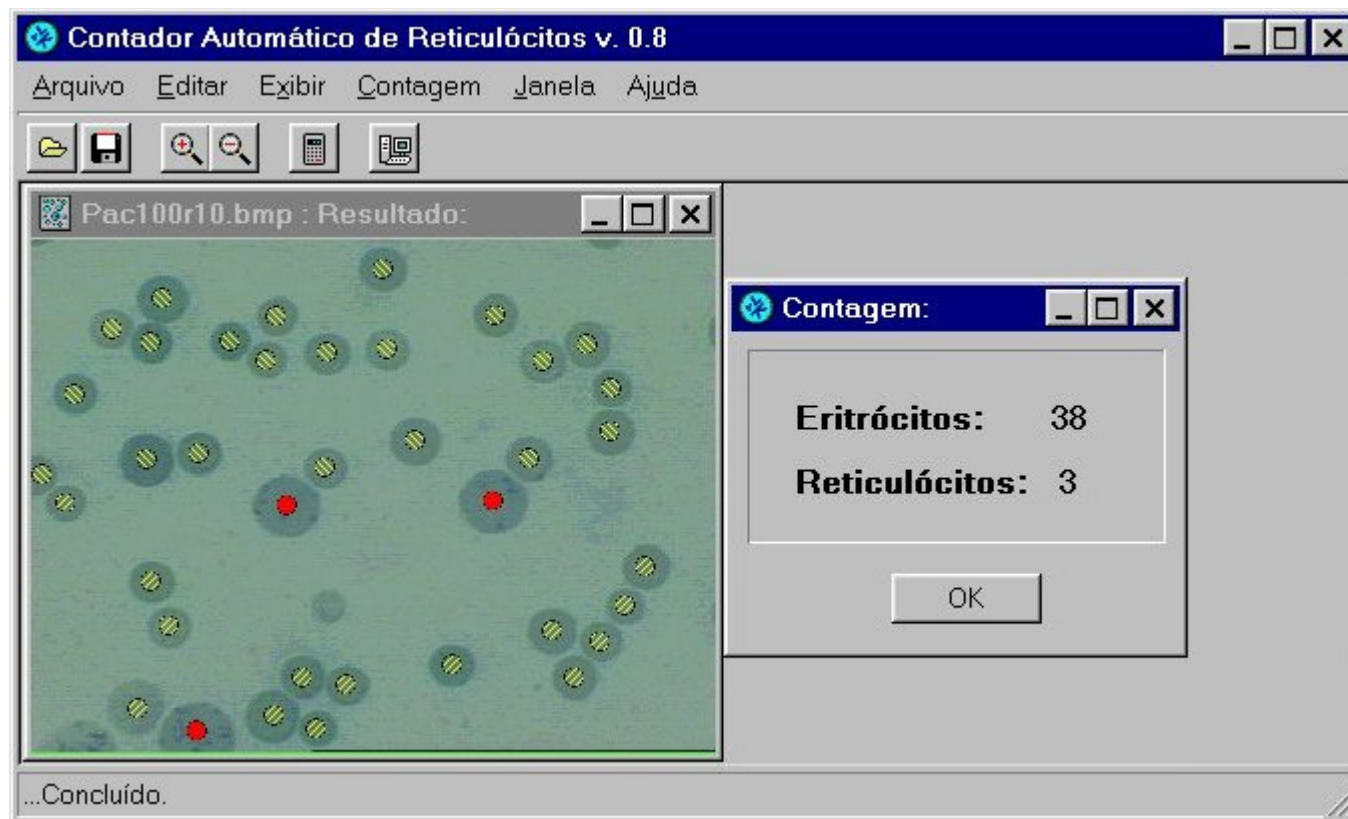 Contador Automático de Reticulócitos v. 0.8
Arquivo Editar Exibir Contagem Janela Ajuda
Pac100r10.bmp : Resultado:
Contagem:
Eritrócitos: 38
Reticulócitos: 3
OK
...Concluído.